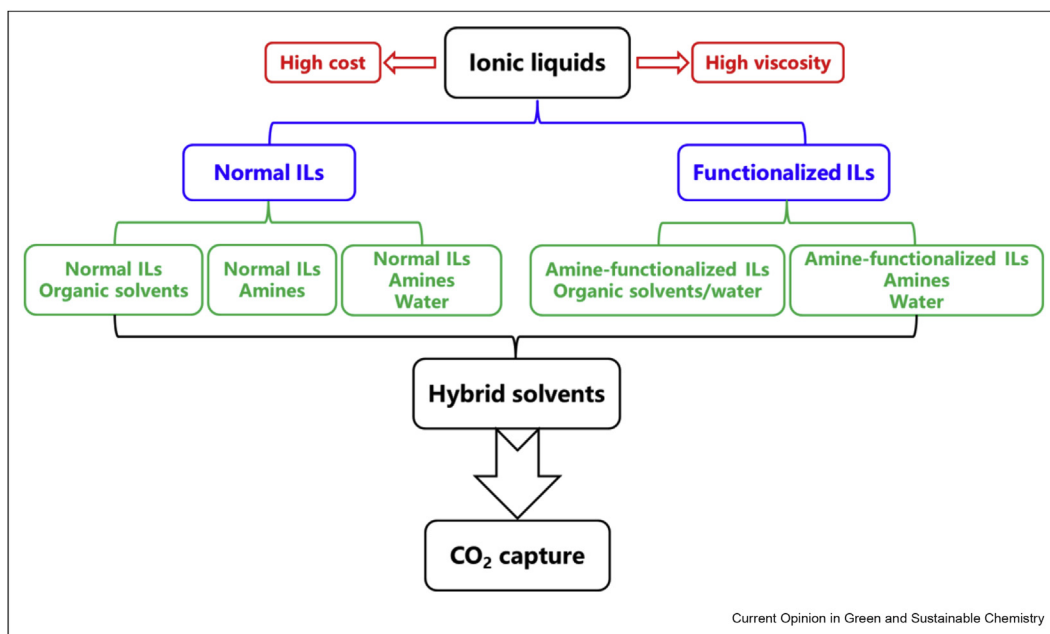 High cost
Ionic liquids
High viscosity
Normal ILs
Functionalized ILs
Normal ILs
Organic solvents
Normal ILs
Amines
Normal ILs
Amines
Water
Amine-functionalized ILs
Organic solvents/water
Amine-functionalized ILs
Amines
Water
Hybrid solvents
CO₂ capture
Current Opinion in Green and Sustainable Chemistry